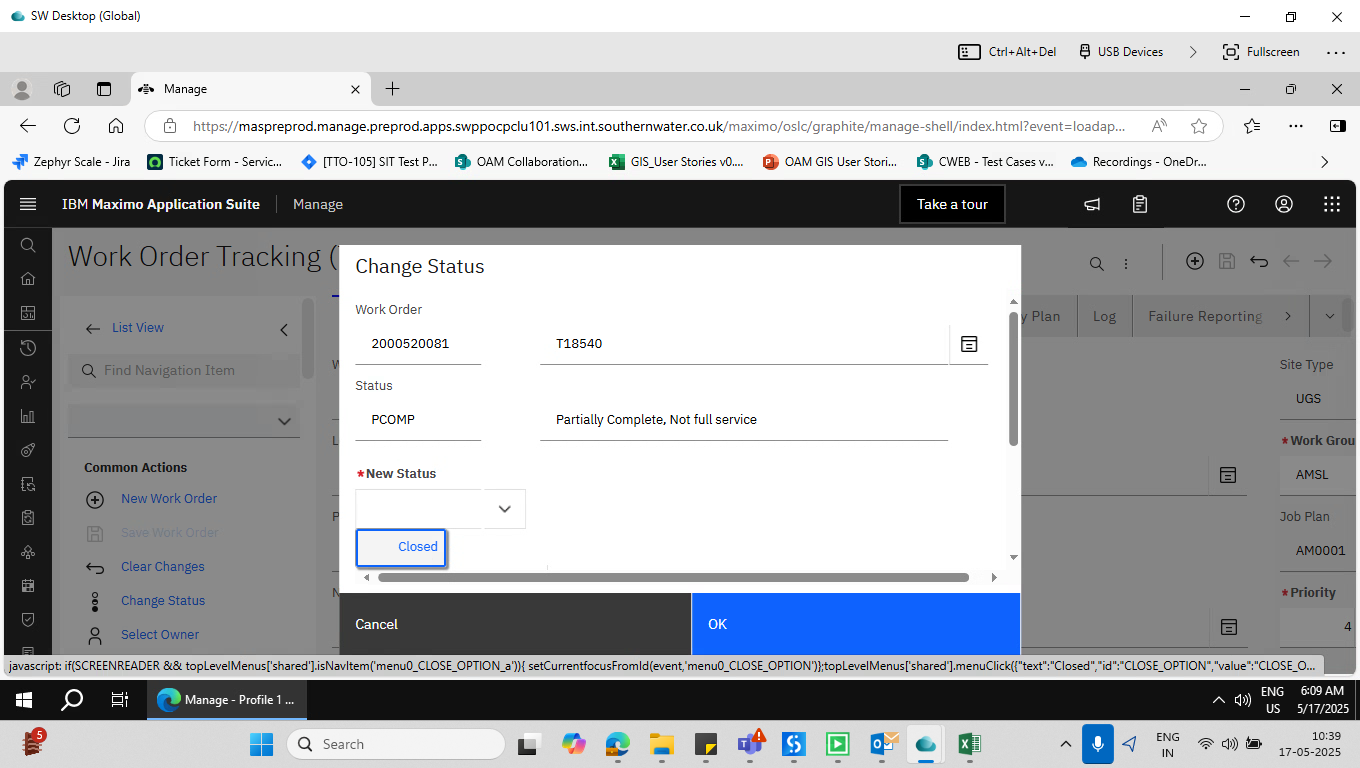 SW Desktop (Global)
Ctrl+Alt+Del
USB Devices
Fullscreen
Manage
https://maspreprod.manage.preprod.apps.swppocpclu101.sws.int.southernwater.co.uk/maximo/oslc/graphite/manage-shell/index.html?event=loadap...
Zephyr Scale - Jira
Ticket Form - Servic...
[TTO-105] SIT Test P...
OAM Collaboration...
GIS_User Stories v0....
OAM GIS User Stori...
CWEB - Test Cases v...
Recordings - OneDr...
IBM Maximo Application Suite
Manage
Take a tour
Work Order Tracking (
List View
Find Navigation Item
Common Actions
New Work Order
Save Work Order
Clear Changes
Change Status
Select Owner
Change Status
Work Order
2000520081
T18540
Status
PCOMP
Partially Complete, Not full service
*New Status
Closed
Cancel
OK
y Plan
Log
Failure Reporting
Site Type
UGS
*Work Grou
AMSL
Job Plan
AM0001
*Priority
4
javascript: if(SCREENREADER && topLevelMenus['shared'].isNavItem('menu0_CLOSE_OPTION_a')){ setCurrentfocusFromId(event,'menu0_CLOSE_OPTION')};topLevelMenus['shared'].menuClick({"text":"Closed","id":"CLOSE_OPTION","value":"CLOSE_O...
Manage - Profile 1 ...
ENG
US
6:09 AM
5/17/2025
5
Search
ENG
IN
10:39
17-05-2025